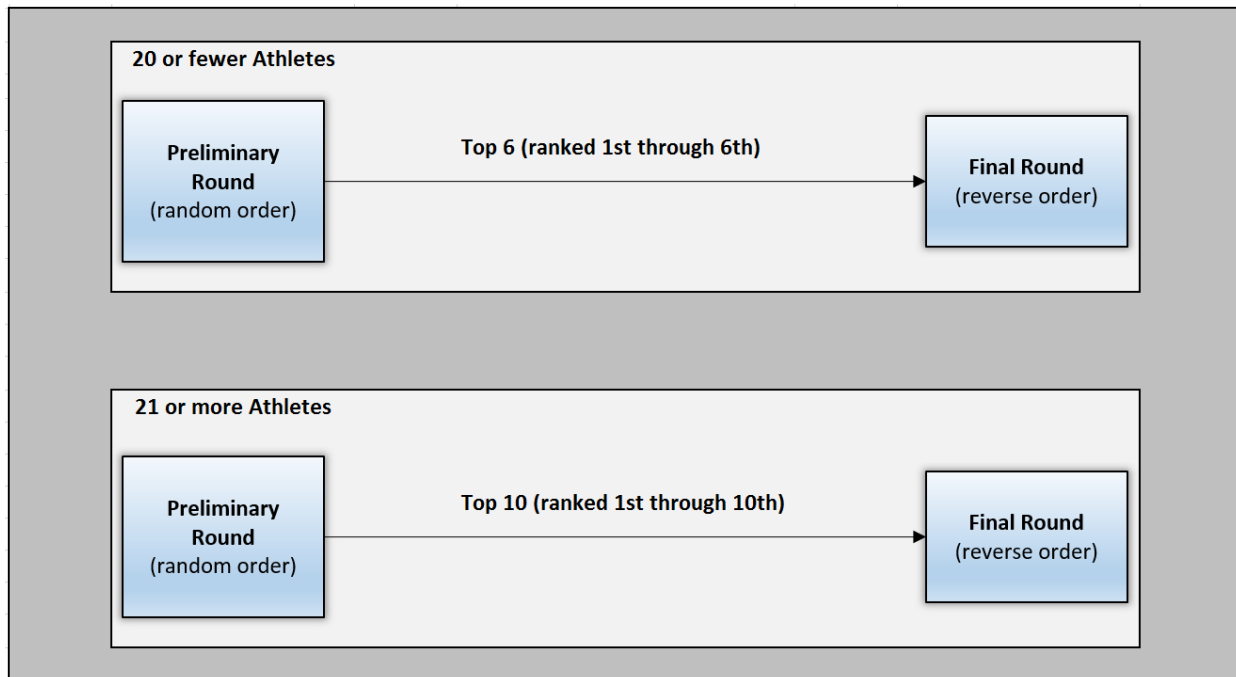 20 or fewer Athletes
Preliminary
Round
(random order)
Top 6 (ranked 1st through 6th)
Final Round
(reverse order)
21 or more Athletes
Preliminary
Round
(random order)
Top 10 (ranked 1st through 10th)
Final Round
(reverse order)